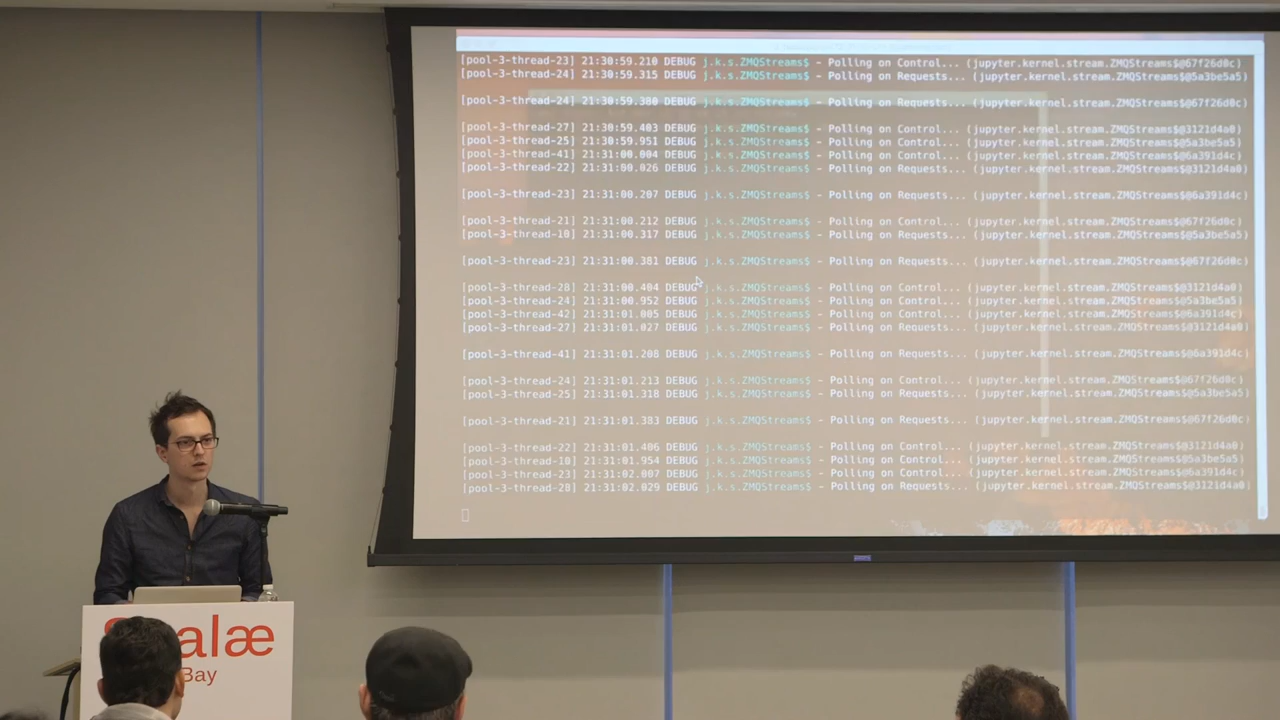 [pool-3-thread-23] 21:30:59.210 DEBUG j.k.s.ZMQStreams$ - Polling on Control... (jupyter.kernel.stream.ZMQStreams$@67f26d0c)
[pool-3-thread-24] 21:30:59.315 DEBUG j.k.s.ZMQStreams$ - Polling on Requests... (jupyter.kernel.stream.ZMQStreams$@5a3be5a5)
[pool-3-thread-24] 21:30:59.380 DEBUG j.k.s.ZMQStreams$ - Polling on Requests... (jupyter.kernel.stream.ZMQStreams$@67f26d0c)
[pool-3-thread-27] 21:30:59.403 DEBUG j.k.s.ZMQStreams$ - Polling on Control... (jupyter.kernel.stream.ZMQStreams$@3121d4a0)
[pool-3-thread-25] 21:30:59.951 DEBUG j.k.s.ZMQStreams$ - Polling on Control... (jupyter.kernel.stream.ZMQStreams$@5a3be5a5)
[pool-3-thread-41] 21:31:00.004 DEBUG j.k.s.ZMQStreams$ - Polling on Control... (jupyter.kernel.stream.ZMQStreams$@6a391d4c)
[pool-3-thread-22] 21:31:00.026 DEBUG j.k.s.ZMQStreams$ - Polling on Requests... (jupyter.kernel.stream.ZMQStreams$@3121d4a0)
[pool-3-thread-23] 21:31:00.207 DEBUG j.k.s.ZMQStreams$ - Polling on Requests... (jupyter.kernel.stream.ZMQStreams$@6a391d4c)
[pool-3-thread-21] 21:31:00.212 DEBUG j.k.s.ZMQStreams$ - Polling on Control... (jupyter.kernel.stream.ZMQStreams$@67f26d0c)
[pool-3-thread-10] 21:31:00.317 DEBUG j.k.s.ZMQStreams$ - Polling on Requests... (jupyter.kernel.stream.ZMQStreams$@5a3be5a5)
[pool-3-thread-23] 21:31:00.381 DEBUG j.k.s.ZMQStreams$ - Polling on Requests... (jupyter.kernel.stream.ZMQStreams$@67f26d0c)
[pool-3-thread-28] 21:31:00.404 DEBUG j.k.s.ZMQStreams$ - Polling on Control... (jupyter.kernel.stream.ZMQStreams$@3121d4a0)
[pool-3-thread-24] 21:31:00.952 DEBUG j.k.s.ZMQStreams$ - Polling on Control... (jupyter.kernel.stream.ZMQStreams$@5a3be5a5)
[pool-3-thread-42] 21:31:01.005 DEBUG j.k.s.ZMQStreams$ - Polling on Control... (jupyter.kernel.stream.ZMQStreams$@6a391d4c)
[pool-3-thread-27] 21:31:01.027 DEBUG j.k.s.ZMQStreams$ - Polling on Requests... (jupyter.kernel.stream.ZMQStreams$@3121d4a0)
[pool-3-thread-41] 21:31:01.208 DEBUG j.k.s.ZMQStreams$ - Polling on Requests... (jupyter.kernel.stream.ZMQStreams$@6a391d4c)
[pool-3-thread-24] 21:31:01.213 DEBUG j.k.s.ZMQStreams$ - Polling on Control... (jupyter.kernel.stream.ZMQStreams$@67f26d0c)
[pool-3-thread-25] 21:31:01.318 DEBUG j.k.s.ZMQStreams$ - Polling on Requests... (jupyter.kernel.stream.ZMQStreams$@5a3be5a5)
[pool-3-thread-21] 21:31:01.383 DEBUG j.k.s.ZMQStreams$ - Polling on Requests... (jupyter.kernel.stream.ZMQStreams$@67f26d0c)
[pool-3-thread-22] 21:31:01.406 DEBUG j.k.s.ZMQStreams$ - Polling on Control... (jupyter.kernel.stream.ZMQStreams$@3121d4a0)
[pool-3-thread-10] 21:31:01.954 DEBUG j.k.s.ZMQStreams$ - Polling on Control... (jupyter.kernel.stream.ZMQStreams$@5a3be5a5)
[pool-3-thread-23] 21:31:02.007 DEBUG j.k.s.ZMQStreams$ - Polling on Control... (jupyter.kernel.stream.ZMQStreams$@6a391d4c)
[pool-3-thread-28] 21:31:02.029 DEBUG j.k.s.ZMQStreams$ - Polling on Requests... (jupyter.kernel.stream.ZMQStreams$@3121d4a0)
alæ
Bay